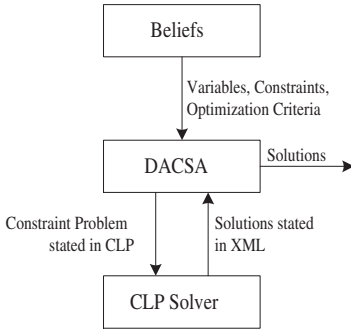 Beliefs
Variables, Constraints,
Optimization Criteria
DACSA
Solutions
Constraint Problem
stated in CLP
Solutions stated
in XML
CLP Solver